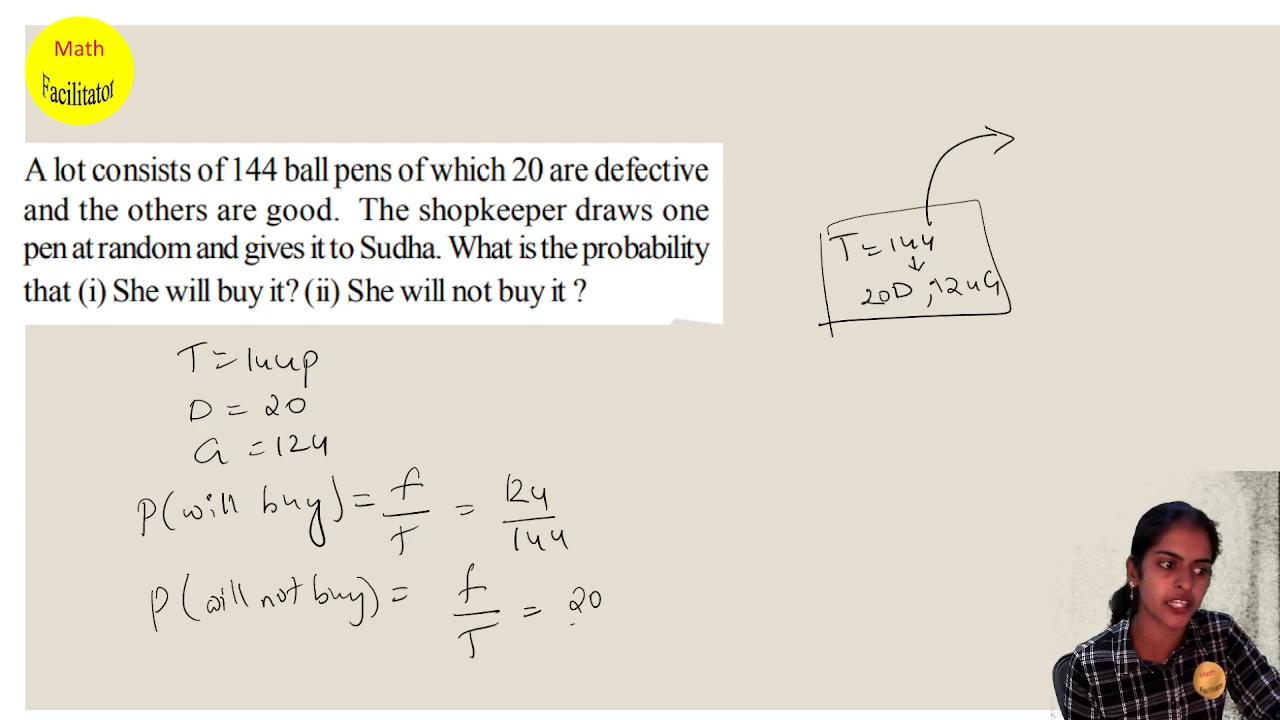 Math
Facilitator
A lot consists of 144 ball pens of which 20 are defective
and the others are good. The shopkeeper draws one
pen at random and gives it to Sudha. What is the probability
that (i) She will buy it? (ii) She will not buy it ?
T = 144
20D, 124G
T = 144p
D = 20
G = 124
P(will buy) = f/T = 124/144
P(will not buy) = f/T = 20
Math
Facilitator